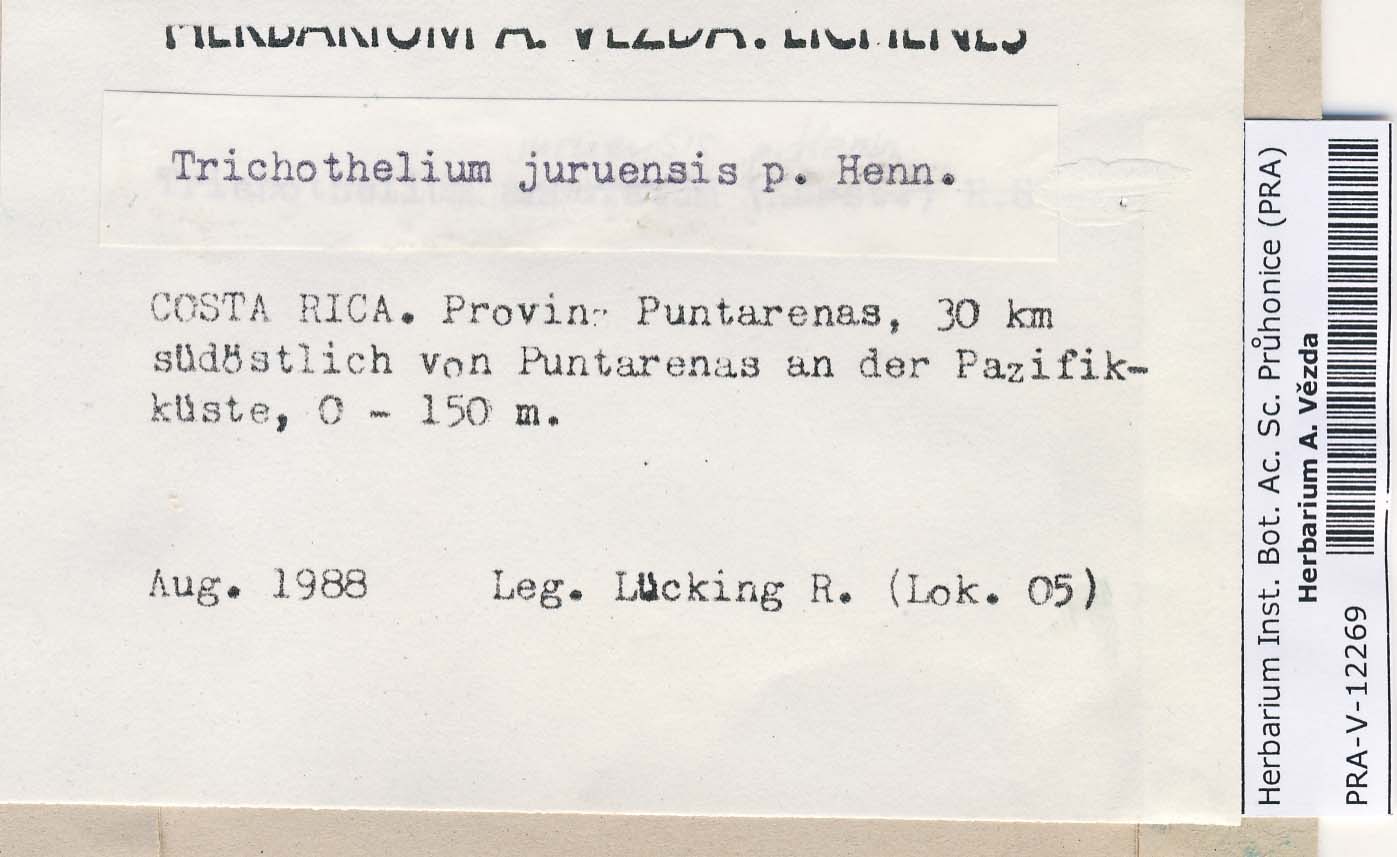 HERBARIUM A. VĚZDA. LICHENES
Trichothelium juruensis p. Henn.
COSTA RICA. Provin- Puntarenas, 30 km
südöstlich von Puntarenas an der Pazifik-
küste, 0 - 150 m.
Aug. 1988 Leg. Lücking R. (Lok. 05)
Herbarium Inst. Bot. Ac. Sc. Průhonice (PRA)
Herbarium A. Vězda
PRA-V-12269